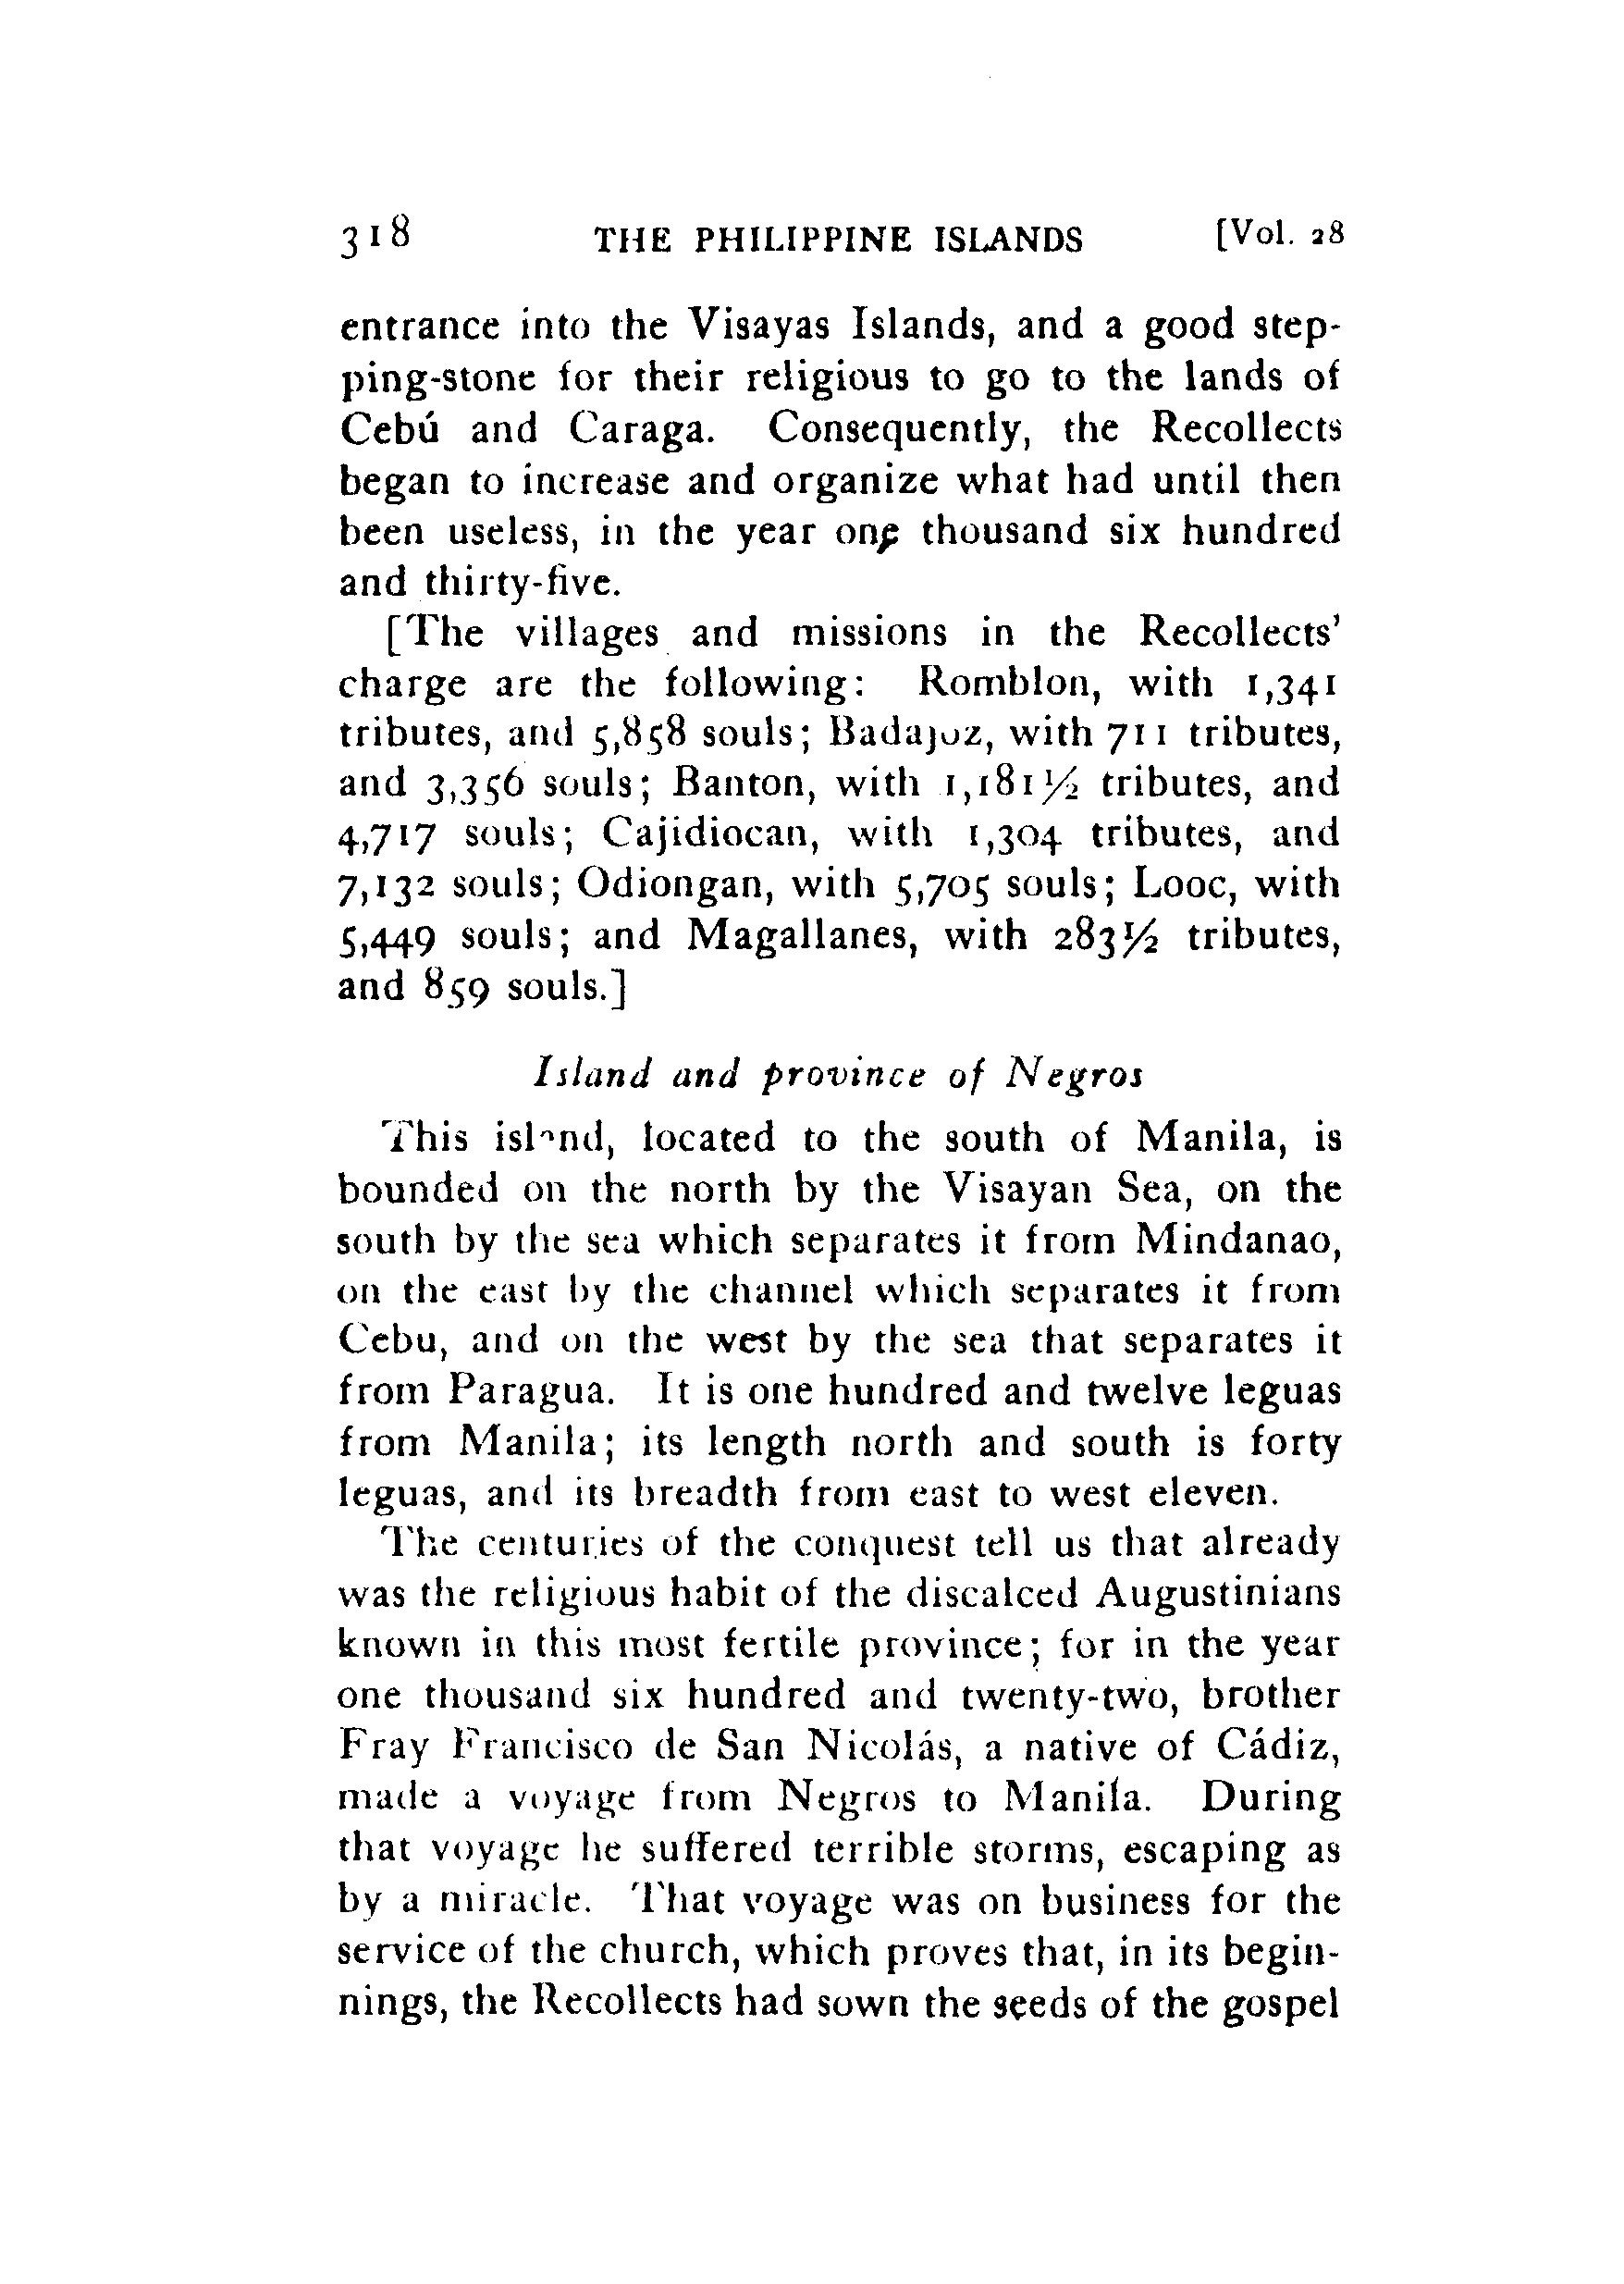 318 THE PHILIPPINE ISLANDS [Vol. 28
entrance into the Visayas Islands, and a good step-
ping-stone for their religious to go to the lands of
Cebú and Caraga. Consequently, the Recollects
began to increase and organize what had until then
been useless, in the year one thousand six hundred
and thirty-five.
[The villages and missions in the Recollects'
charge are the following: Romblon, with 1,341
tributes, and 5,858 souls; Badajoz, with 711 tributes,
and 3,356 souls; Banton, with 1,181½ tributes, and
4,717 souls; Cajidiocan, with 1,304 tributes, and
7,132 souls; Odiongan, with 5,705 souls; Looc, with
5,449 souls; and Magallanes, with 283½ tributes,
and 859 souls.]
Island and province of Negros
This island, located to the south of Manila, is
bounded on the north by the Visayan Sea, on the
south by the sea which separates it from Mindanao,
on the east by the channel which separates it from
Cebu, and on the west by the sea that separates it
from Paragua. It is one hundred and twelve leguas
from Manila; its length north and south is forty
leguas, and its breadth from east to west eleven.
The centuries of the conquest tell us that already
was the religious habit of the discalced Augustinians
known in this most fertile province; for in the year
one thousand six hundred and twenty-two, brother
Fray Francisco de San Nicolás, a native of Cádiz,
made a voyage from Negros to Manila. During
that voyage he suffered terrible storms, escaping as
by a miracle. That voyage was on business for the
service of the church, which proves that, in its begin-
nings, the Recollects had sown the seeds of the gospel